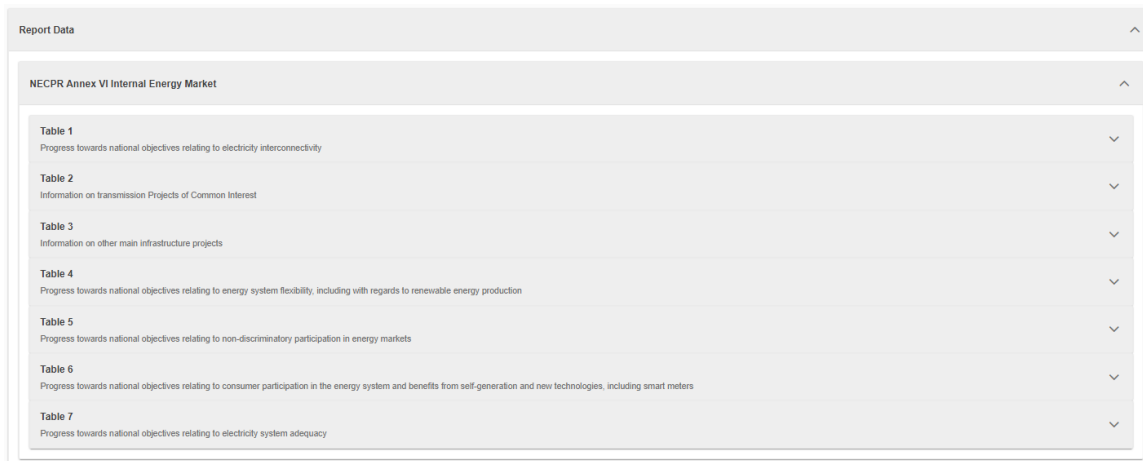 Report Data
NECPR Annex VI Internal Energy Market
Table 1
Progress towards national objectives relating to electricity interconnectivity
Table 2
Information on transmission Projects of Common Interest
Table 3
Information on other main infrastructure projects
Table 4
Progress towards national objectives relating to energy system flexibility, including with regards to renewable energy production
Table 5
Progress towards national objectives relating to non-discriminatory participation in energy markets
Table 6
Progress towards national objectives relating to consumer participation in the energy system and benefits from self-generation and new technologies, including smart meters
Table 7
Progress towards national objectives relating to electricity system adequacy